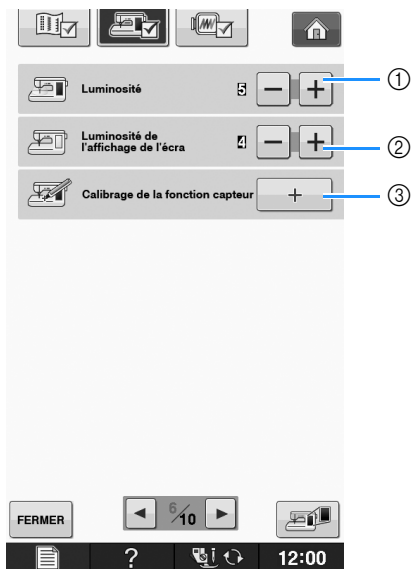 Luminosité 5 − + ①
Luminosité de
l'affichage de l'écra 4 − + ②
Calibrage de la fonction capteur + ③
FERMER 6/10
? 12:00